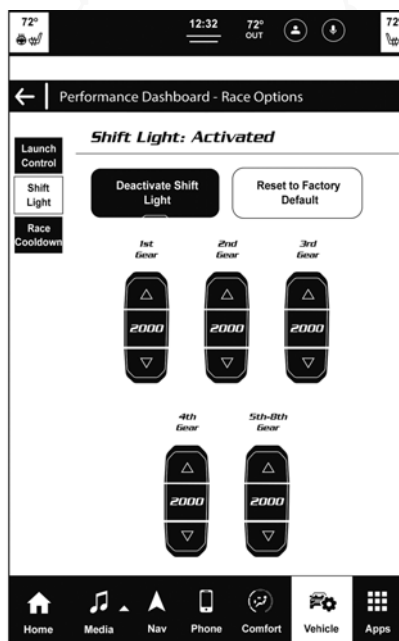 72° 12:32 72° 72°
OUT
Performance Dashboard - Race Options
Shift Light: Activated
Launch
Control
Shift
Light
Race
Cooldown
Deactivate Shift
Light
Reset to Factory
Default
1st
Gear
2nd
Gear
3rd
Gear
2000 2000 2000
4th
Gear
5th-8th
Gear
2000 2000
Home Media Nav Phone Comfort Vehicle Apps